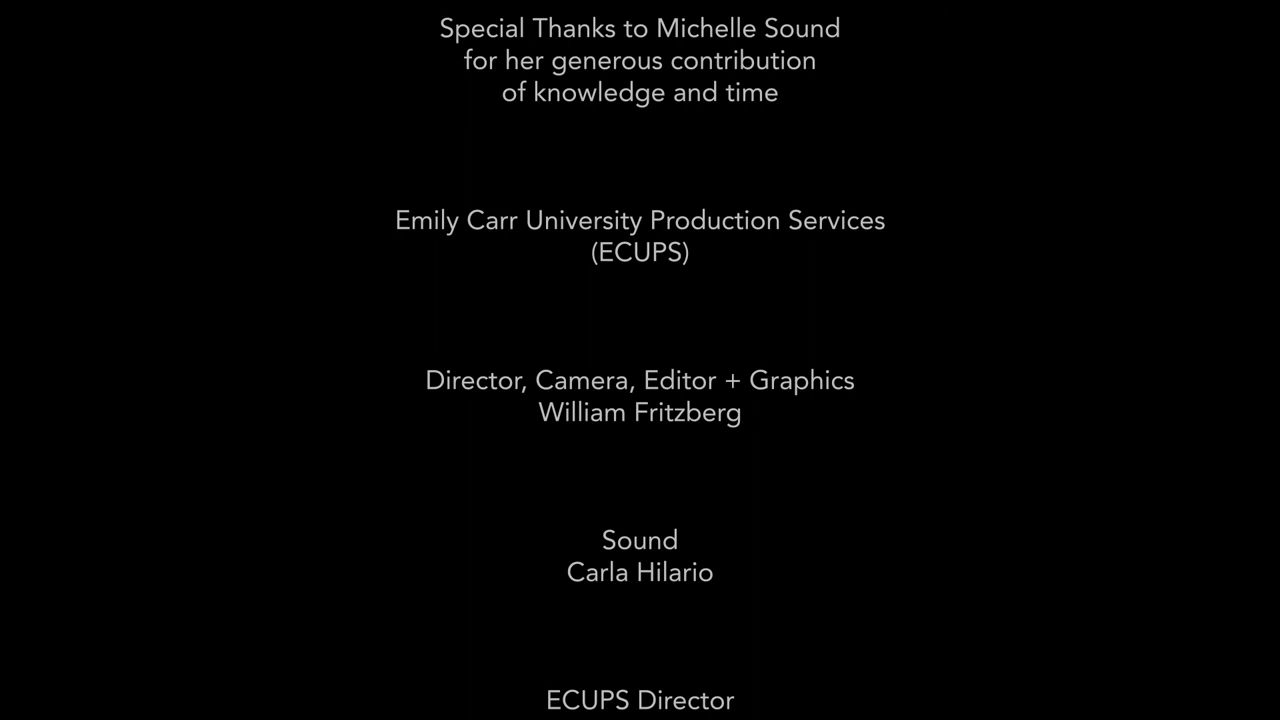 Special Thanks to Michelle Sound
for her generous contribution
of knowledge and time
Emily Carr University Production Services
(ECUPS)
Director, Camera, Editor + Graphics
William Fritzberg
Sound
Carla Hilario
ECUPS Director